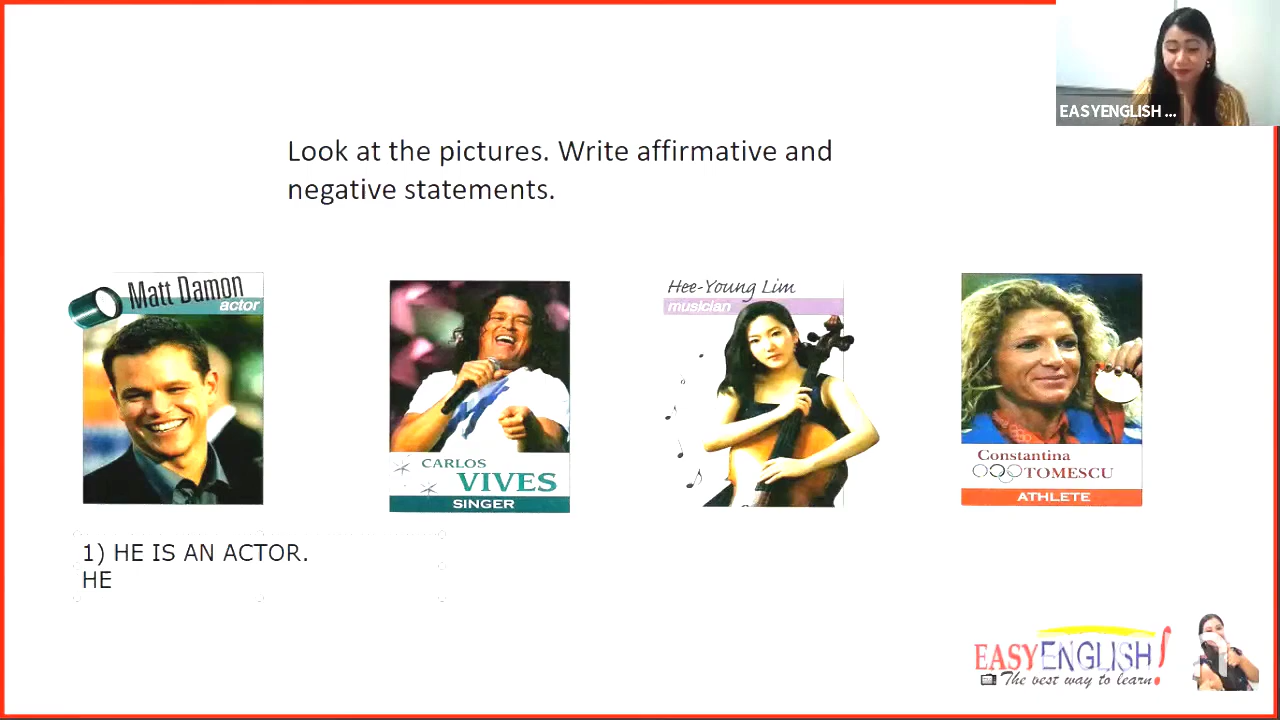 EASYENGLISH ...
Look at the pictures. Write affirmative and
negative statements.
Matt Damon
actor
CARLOS
VIVES
SINGER
Hee-Young Lim
musician
Constantina
TOMESCU
ATHLETE
1) HE IS AN ACTOR.
HE
EASYENGLISH!
The best way to learn!